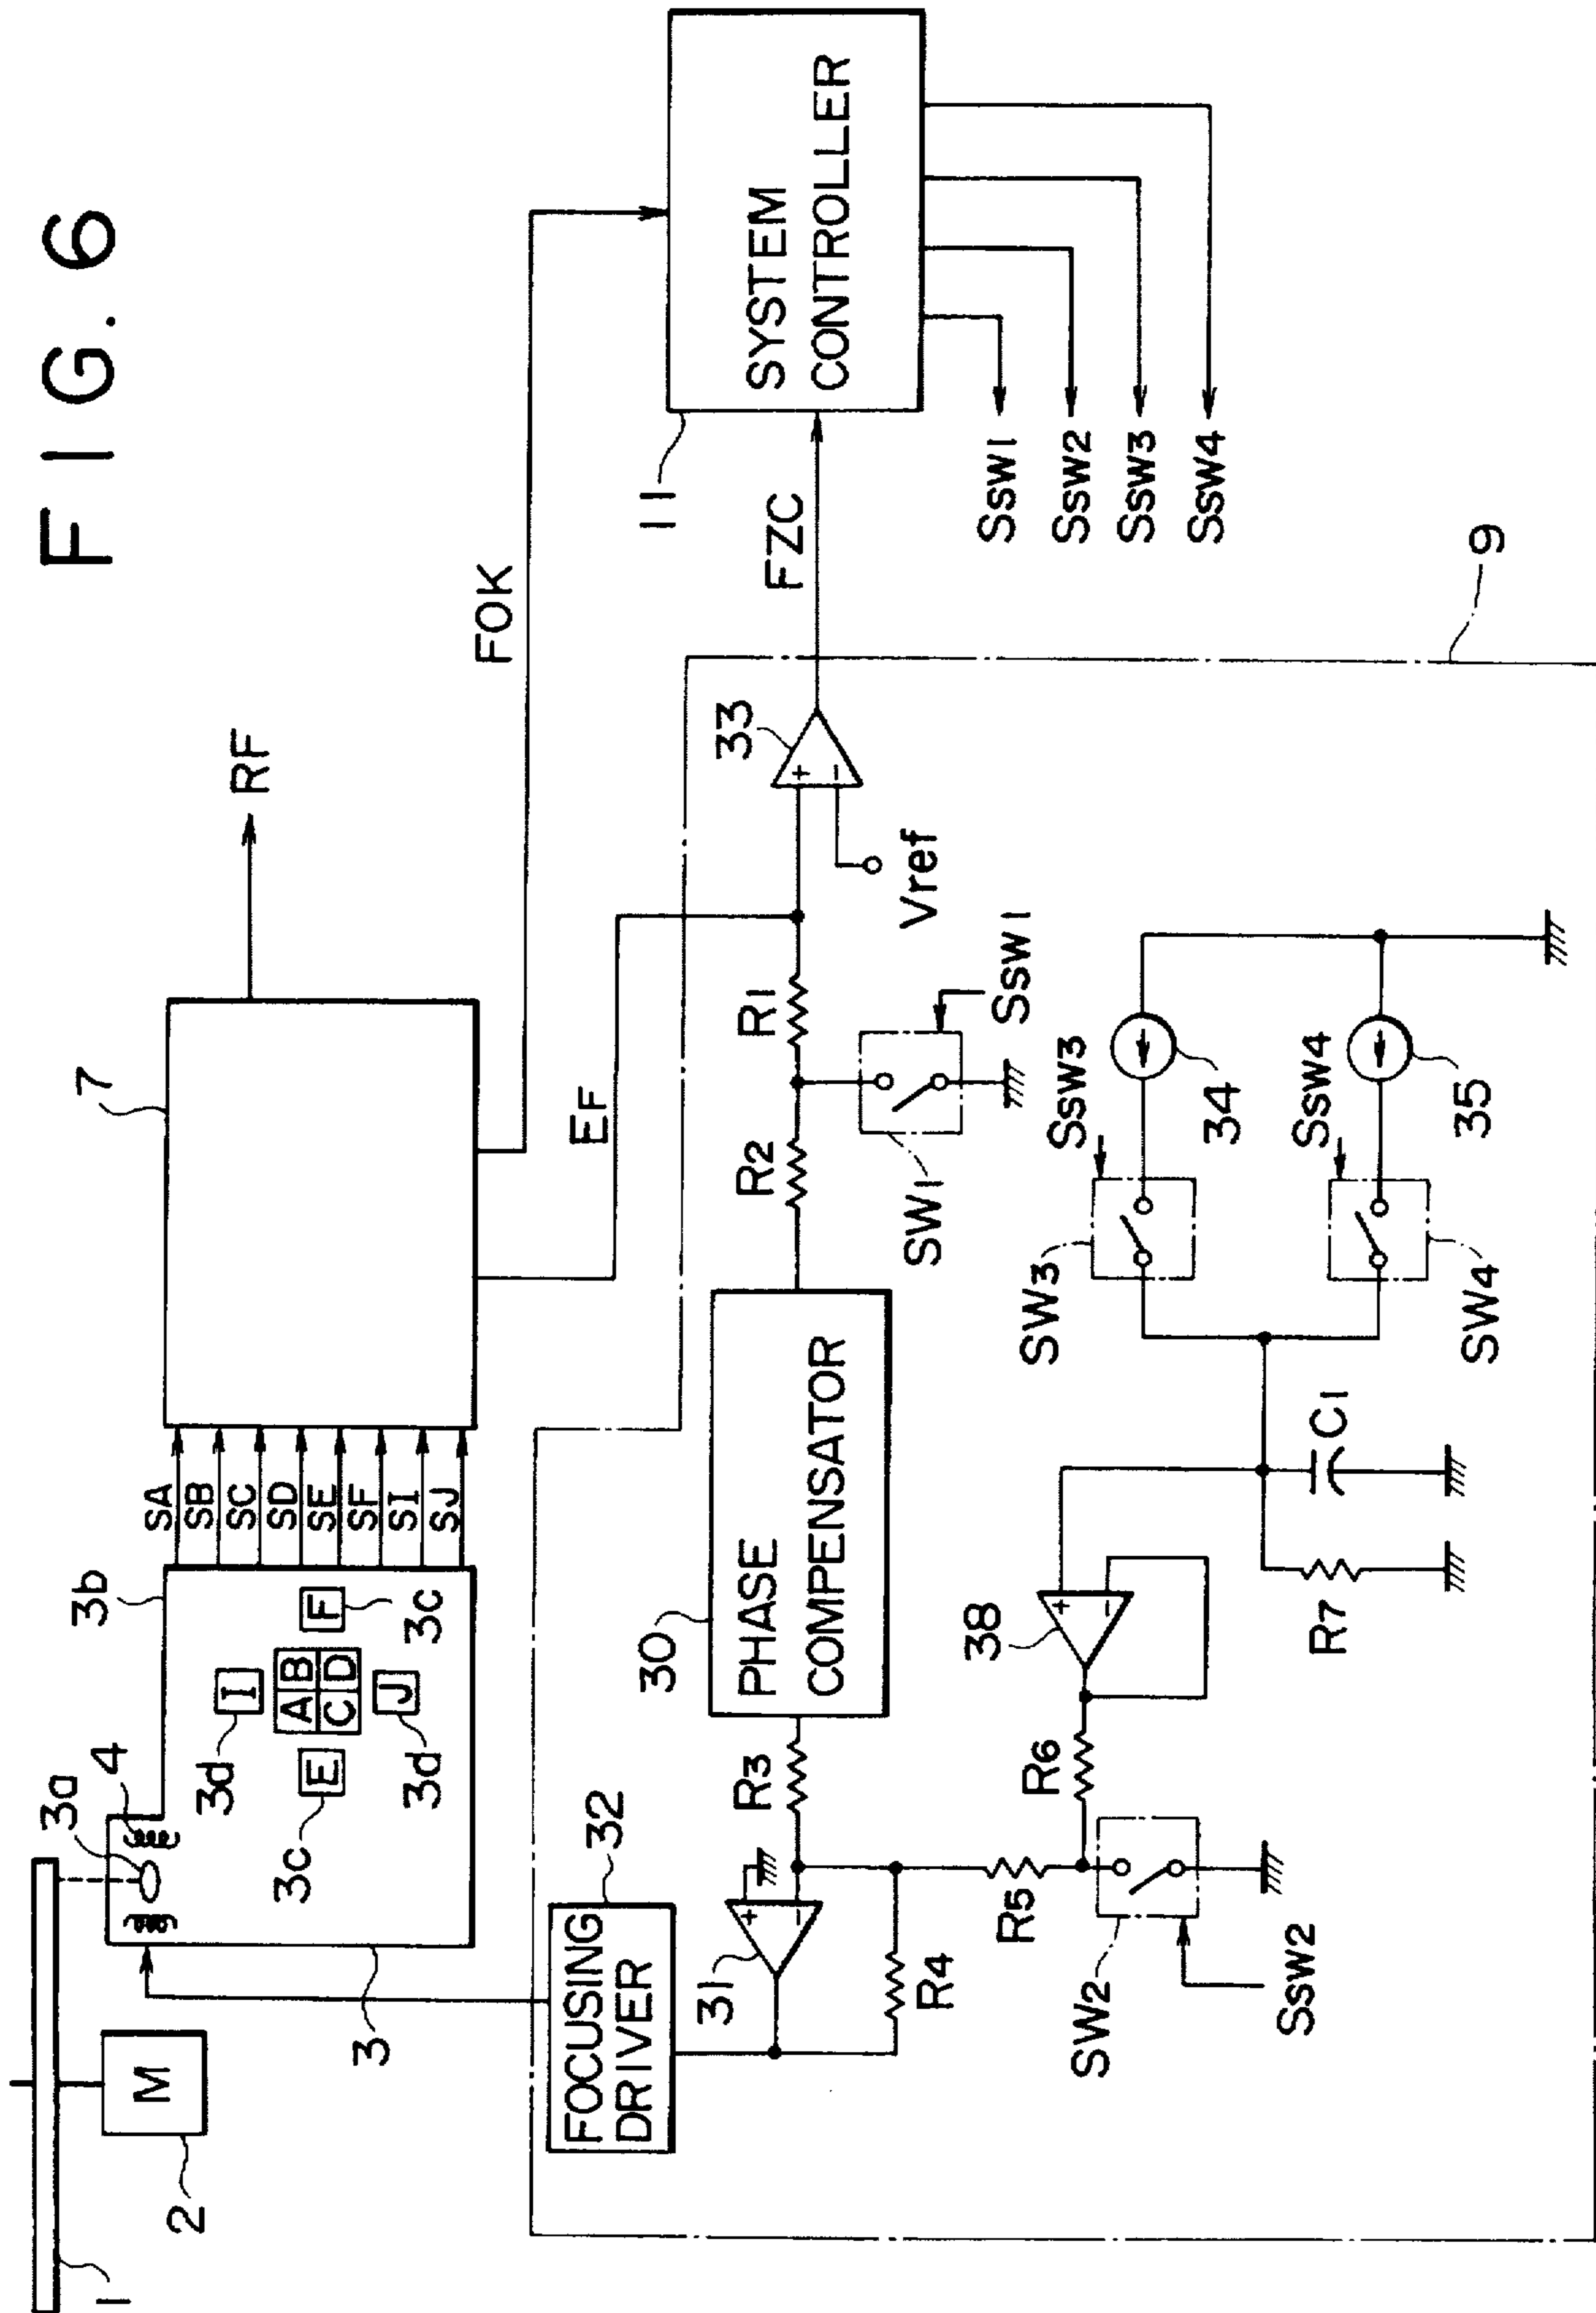 FIG. 6
1
M
2
3
3a
4
3b
3c
3d
I
A B
C D
E
F
J
3d
3c
SA
SB
SC
SD
SE
SF
SI
SJ
7
RF
FOK
EF
FOCUSING
DRIVER
32
31
+
−
R3
R4
R5
30
PHASE
COMPENSATOR
R2
R1
SW1
SSW1
33
+
−
Vref
FZC
11
SYSTEM
CONTROLLER
SSW1
SSW2
SSW3
SSW4
9
SW2
SSW2
R6
38
+
−
R7
C1
SW3
SSW3
34
SW4
SSW4
35